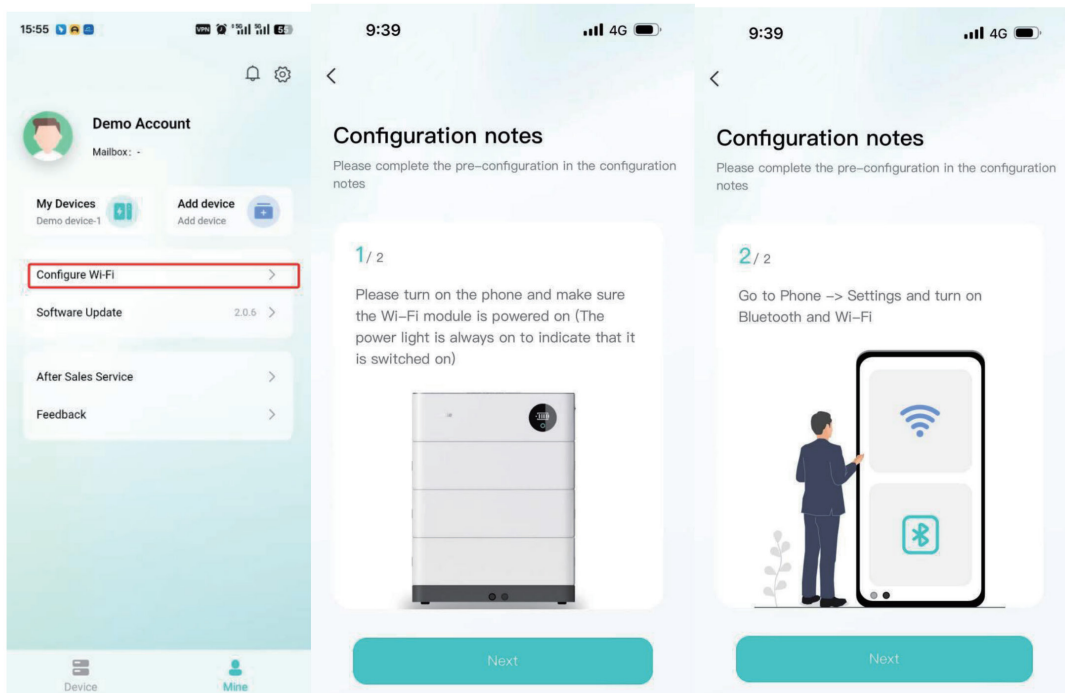 15:55
VPN
Demo Account
Mailbox: -
My Devices
Demo device-1
Add device
Add device
Configure Wi-Fi
Software Update 2.0.6
After Sales Service
Feedback
Device
Mine
9:39
4G
Configuration notes
Please complete the pre-configuration in the configuration
notes
1/ 2
Please turn on the phone and make sure
the Wi-Fi module is powered on (The
power light is always on to indicate that it
is switched on)
Next
9:39
4G
Configuration notes
Please complete the pre-configuration in the configuration
notes
2/ 2
Go to Phone -> Settings and turn on
Bluetooth and Wi-Fi
Next